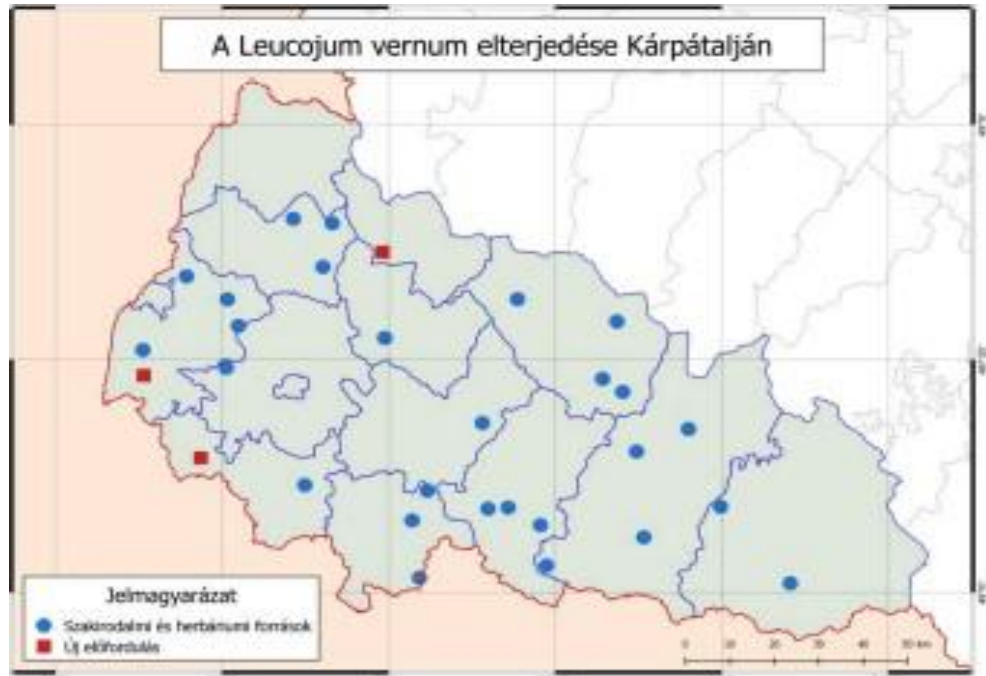 A Leucojum vernum elterjedése Kárpátalján
Jelmagyarázat
Szakirodalmi és herbáriumi források
Új előfordulás
0 10 20 30 40 50 km